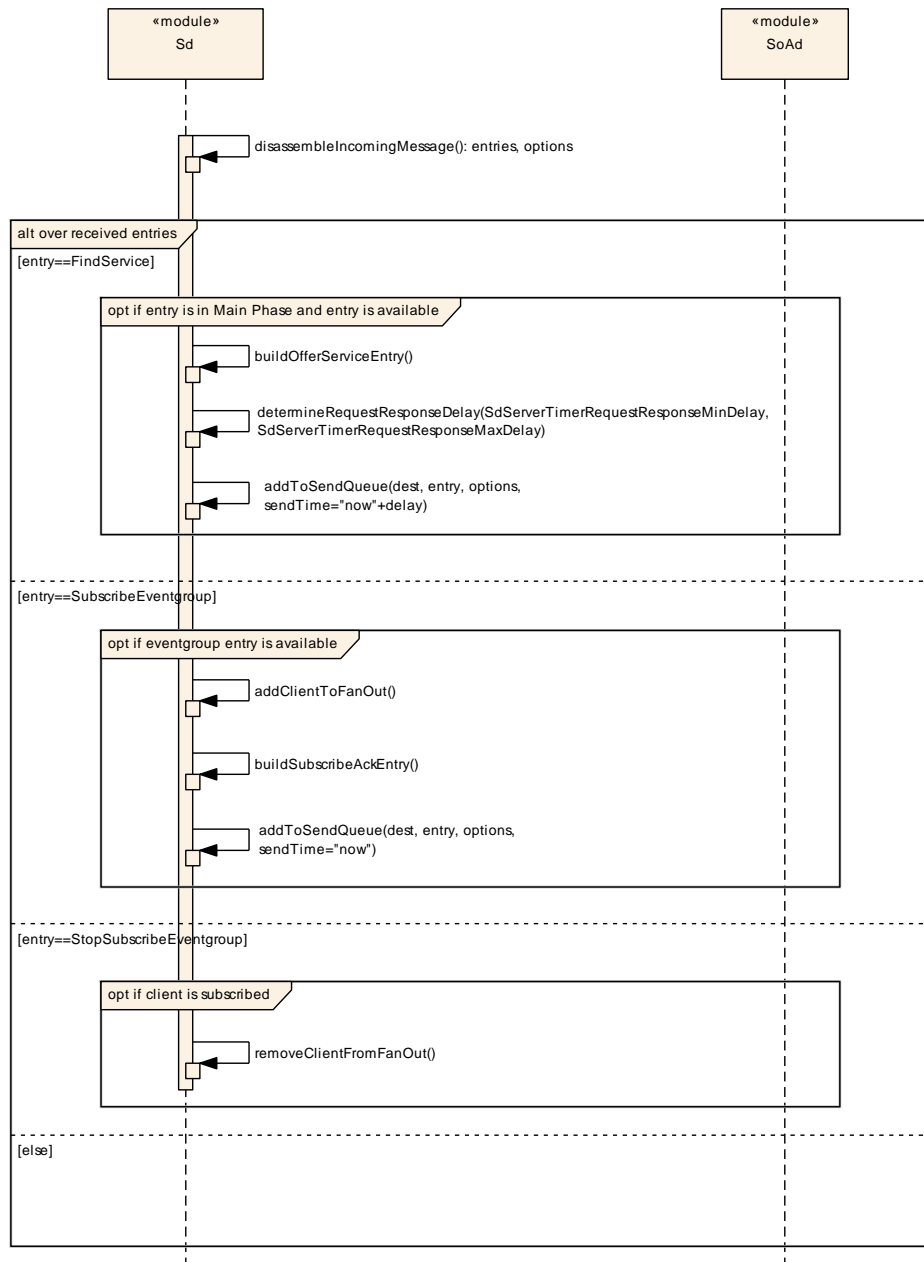 «module»
Sd
«module»
SoAd
disassembleIncomingMessage(): entries, options
alt over received entries
[entry==FindService]
opt if entry is in Main Phase and entry is available
buildOfferServiceEntry()
determineRequestResponseDelay(SdServerTimerRequestResponseMinDelay,
SdServerTimerRequestResponseMaxDelay)
addToSendQueue(dest, entry, options,
sendTime="now"+delay)
[entry==SubscribeEventgroup]
opt if eventgroup entry is available
addClientToFanOut()
buildSubscribeAckEntry()
addToSendQueue(dest, entry, options,
sendTime="now")
[entry==StopSubscribeEventgroup]
opt if client is subscribed
removeClientFromFanOut()
[else]